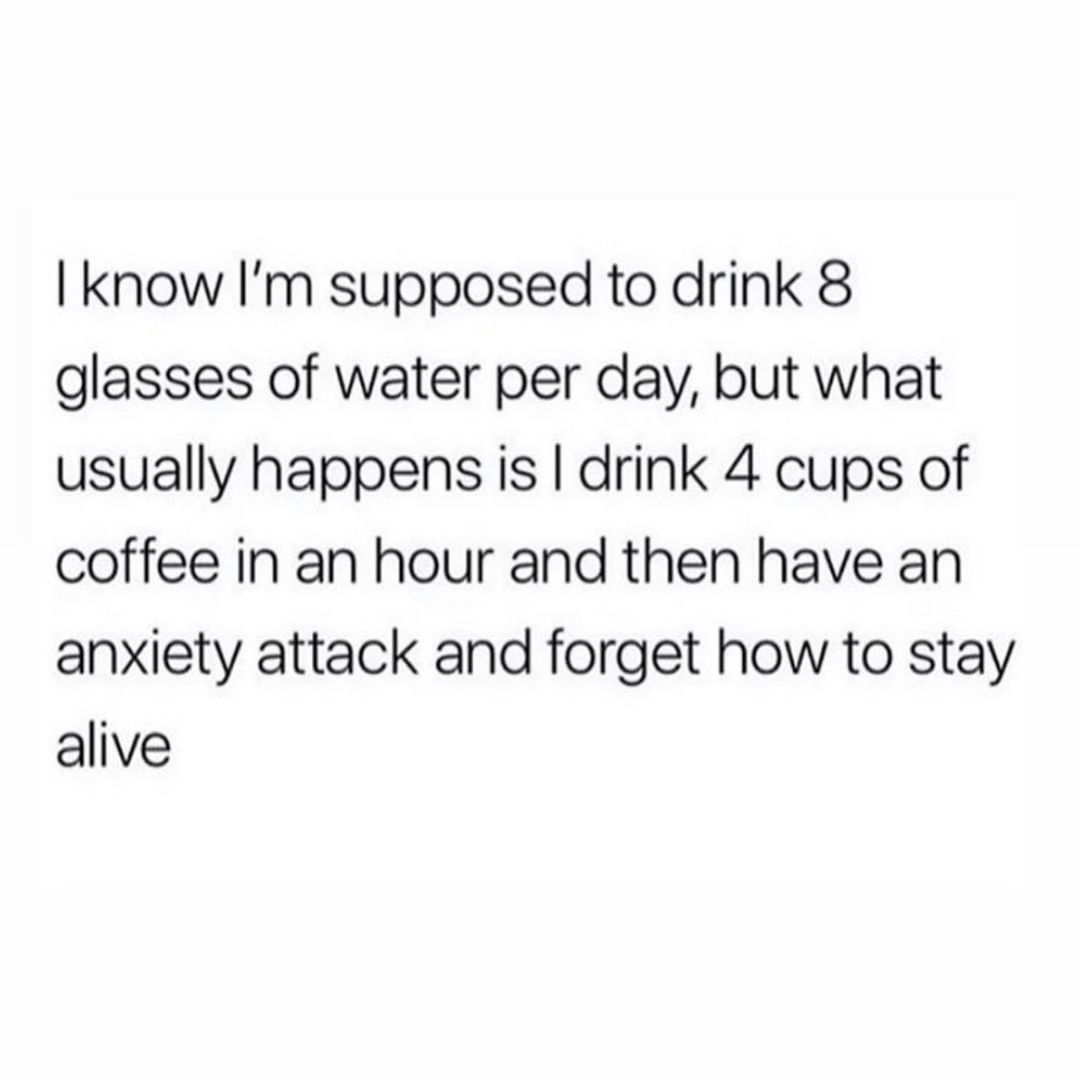 I know I'm supposed to drink 8
glasses of water per day, but what
usually happens is I drink 4 cups of
coffee in an hour and then have an
anxiety attack and forget how to stay
alive